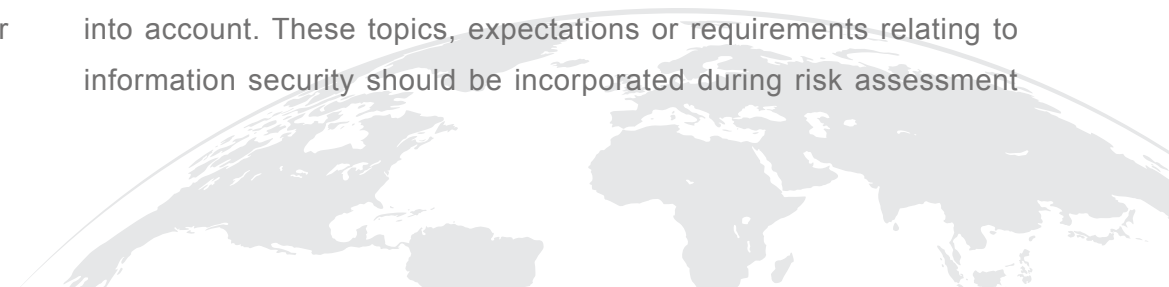 into account. These topics, expectations or requirements relating to
information security should be incorporated during risk assessment